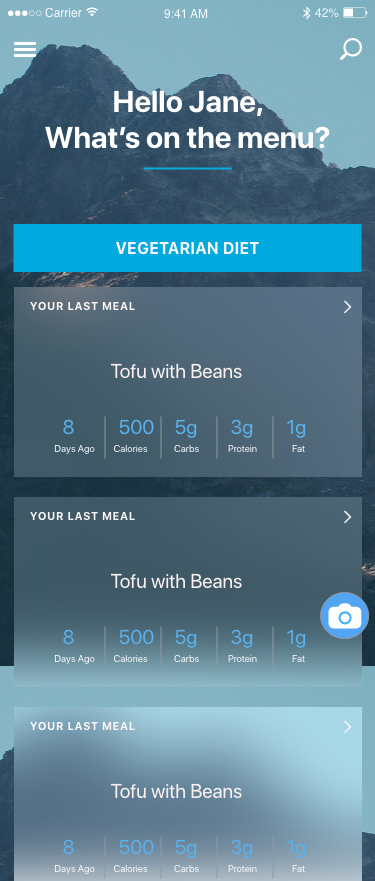 Carrier 9:41 AM 42%
Hello Jane,
What's on the menu?
VEGETARIAN DIET
YOUR LAST MEAL
Tofu with Beans
8 500 5g 3g 1g
Days Ago Calories Carbs Protein Fat
YOUR LAST MEAL
Tofu with Beans
8 500 5g 3g 1g
Days Ago Calories Carbs Protein Fat
YOUR LAST MEAL
Tofu with Beans
8 500 5g 3g 1g
Days Ago Calories Carbs Protein Fat